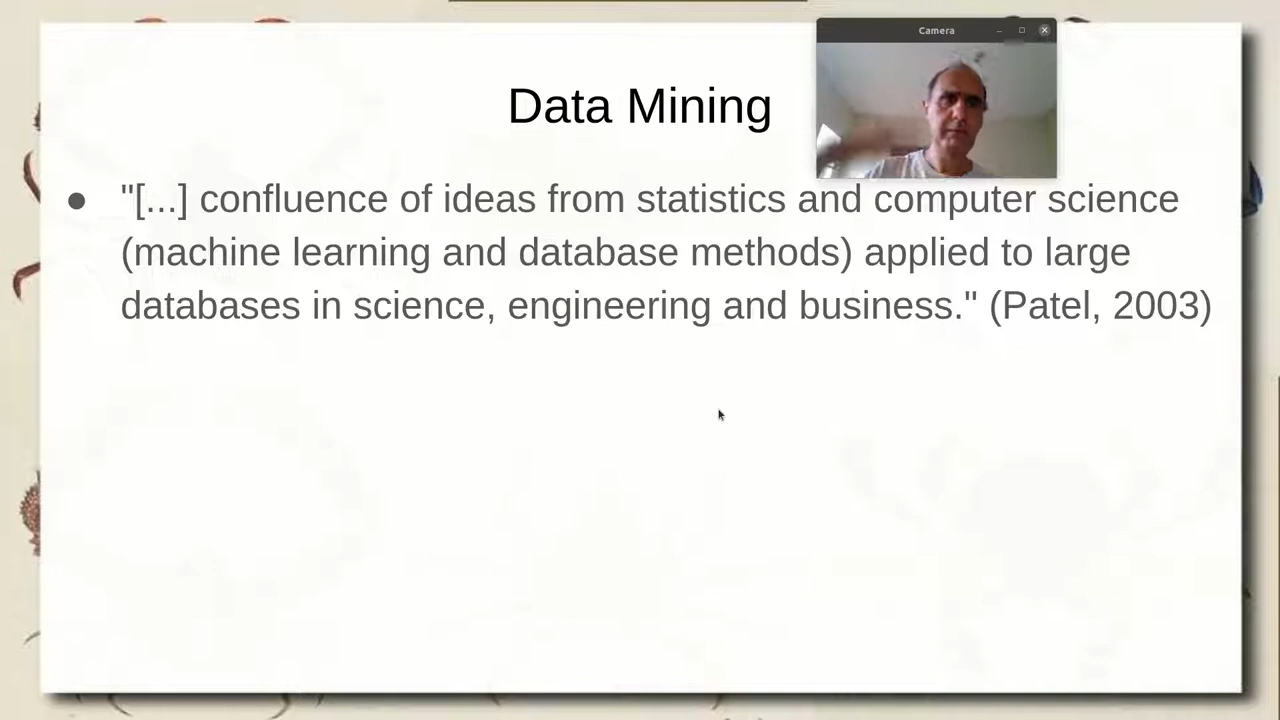 Camera
Data Mining
● "[...] confluence of ideas from statistics and computer science
(machine learning and database methods) applied to large
databases in science, engineering and business." (Patel, 2003)